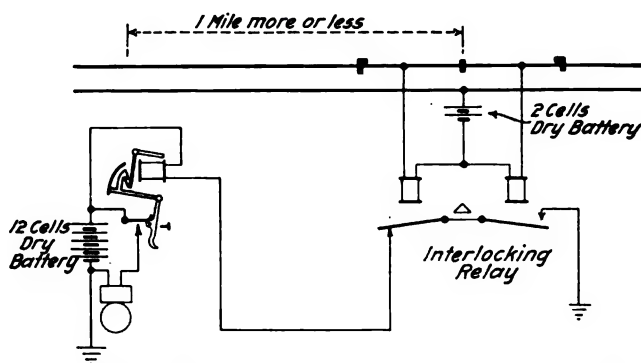 1 Mile more or less
2 Cells
Dry Battery
12 Cells
Dry
Battery
Interlocking
Relay